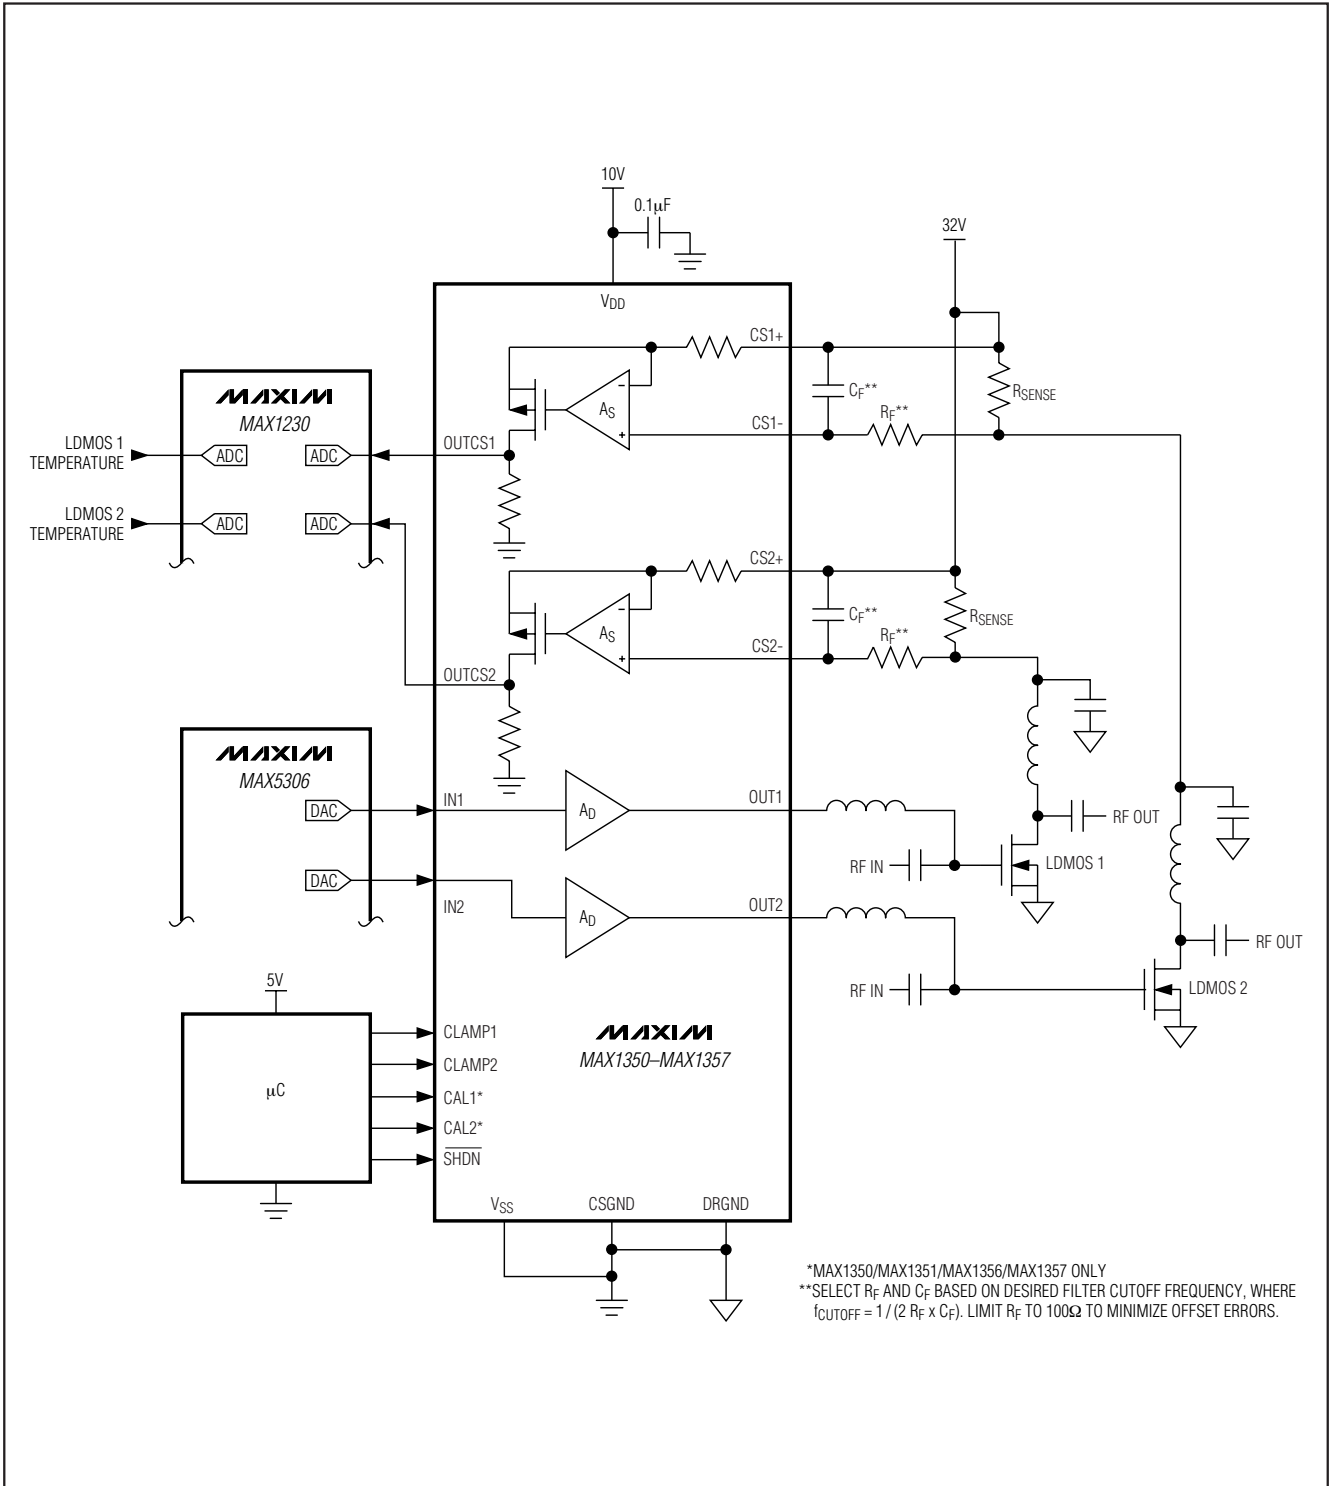 10V
0.1µF
32V
VDD
CS1+
CF**
RSENSE
MAXIM
MAX1230
AS
RF**
CS1-
LDMOS 1
TEMPERATURE
ADC
ADC
OUTCS1
LDMOS 2
TEMPERATURE
ADC
ADC
CS2+
CF**
RSENSE
AS
RF**
CS2-
OUTCS2
MAXIM
MAX5306
DAC
IN1
AD
OUT1
RF OUT
RF IN
LDMOS 1
DAC
IN2
AD
OUT2
RF OUT
RF IN
LDMOS 2
5V
µC
CLAMP1
CLAMP2
CAL1*
CAL2*
SHDN
MAXIM
MAX1350–MAX1357
VSS
CSGND
DRGND
*MAX1350/MAX1351/MAX1356/MAX1357 ONLY
**SELECT RF AND CF BASED ON DESIRED FILTER CUTOFF FREQUENCY, WHERE
fCUTOFF = 1 / (2 RF x CF). LIMIT RF TO 100Ω TO MINIMIZE OFFSET ERRORS.